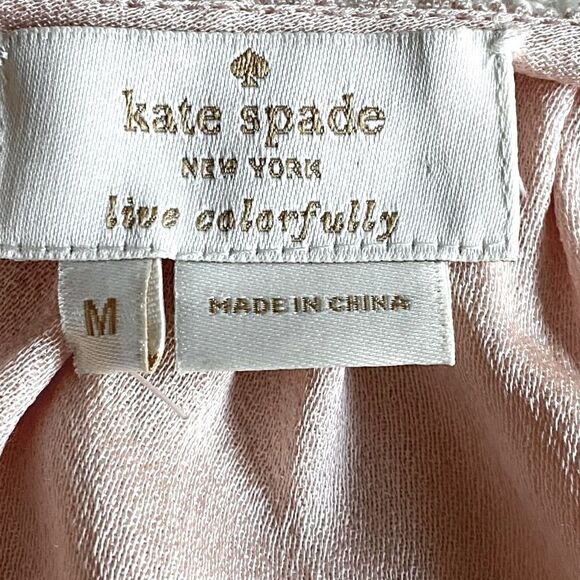 kate spade
NEW YORK
live colorfully
M
MADE IN CHINA